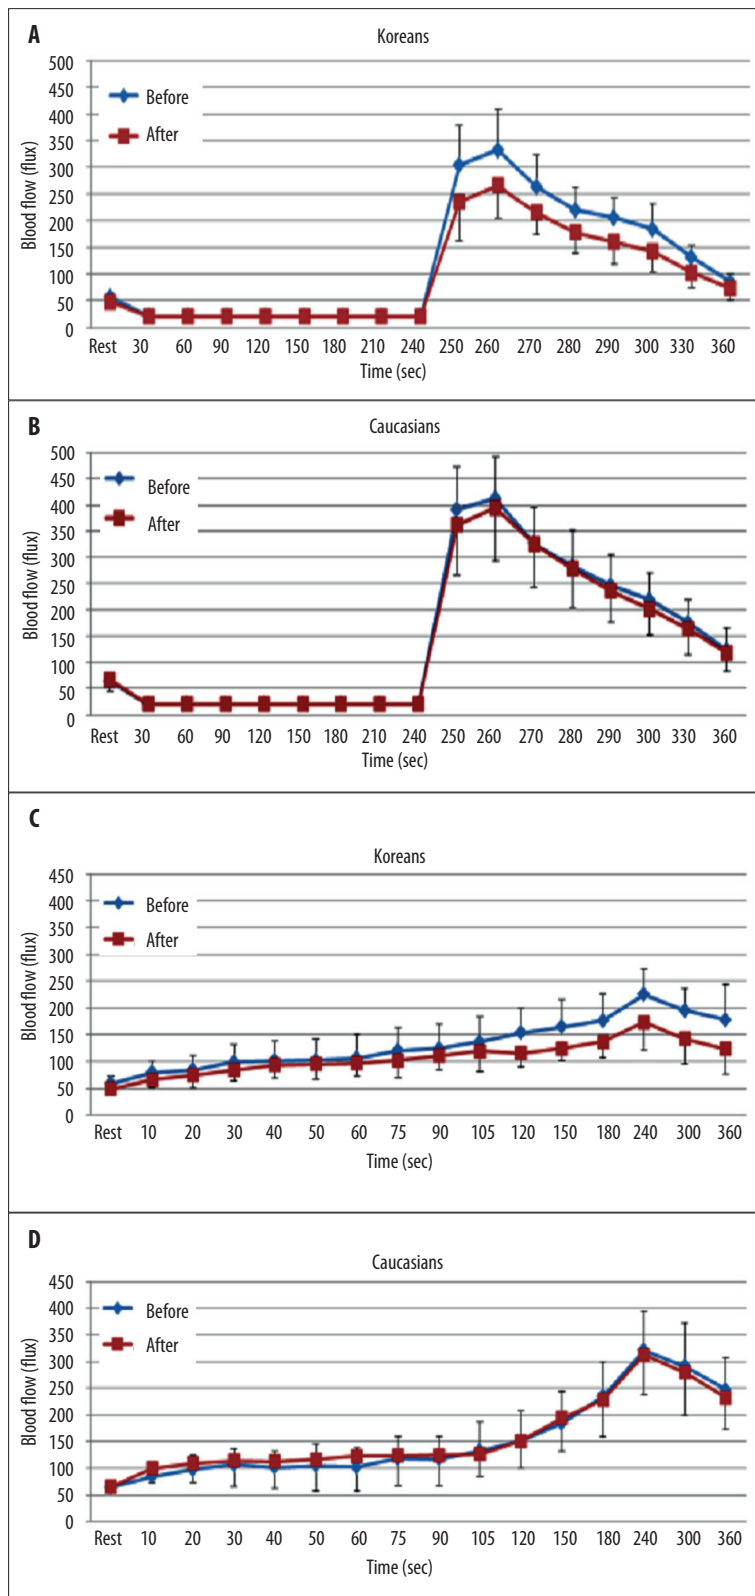 A
Koreans
500
450
400
350
300
250
200
150
100
50
0
Blood flow (flux)
Before
After
Rest 30 60 90 120 150 180 210 240 250 260 270 280 290 300 330 360
Time (sec)
B
Caucasians
500
450
400
350
300
250
200
150
100
50
0
Blood flow (flux)
Before
After
Rest 30 60 90 120 150 180 210 240 250 260 270 280 290 300 330 360
Time (sec)
C
Koreans
450
400
350
300
250
200
150
100
50
0
Blood flow (flux)
Before
After
Rest 10 20 30 40 50 60 75 90 105 120 150 180 240 300 360
Time (sec)
D
Caucasians
450
400
350
300
250
200
150
100
50
0
Blood flow (flux)
Before
After
Rest 10 20 30 40 50 60 75 90 105 120 150 180 240 300 360
Time (sec)